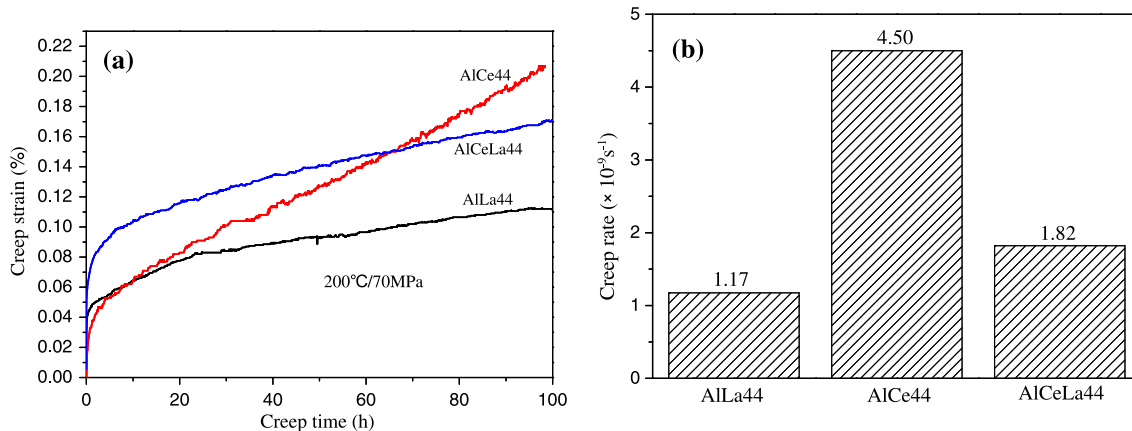 (a)
AlCe44
AlCeLa44
AlLa44
200℃/70MPa
0.22
0.20
0.18
0.16
0.14
0.12
0.10
0.08
0.06
0.04
0.02
0.00
Creep strain (%)
0 20 40 60 80 100
Creep time (h)
(b)
4.50
1.82
1.17
5
4
3
2
1
0
Creep rate (× 10⁻⁹s⁻¹)
AlLa44 AlCe44 AlCeLa44